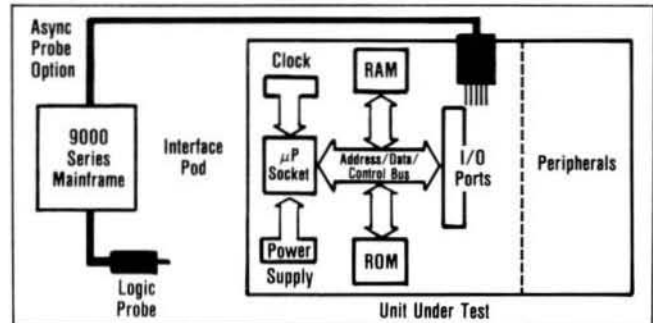 Async
Probe
Option
9000
Series
Mainframe
Interface
Pod
Logic
Probe
Clock
μP
Socket
Power
Supply
RAM
Address/Data/
Control Bus
ROM
I/O
Ports
Peripherals
Unit Under Test